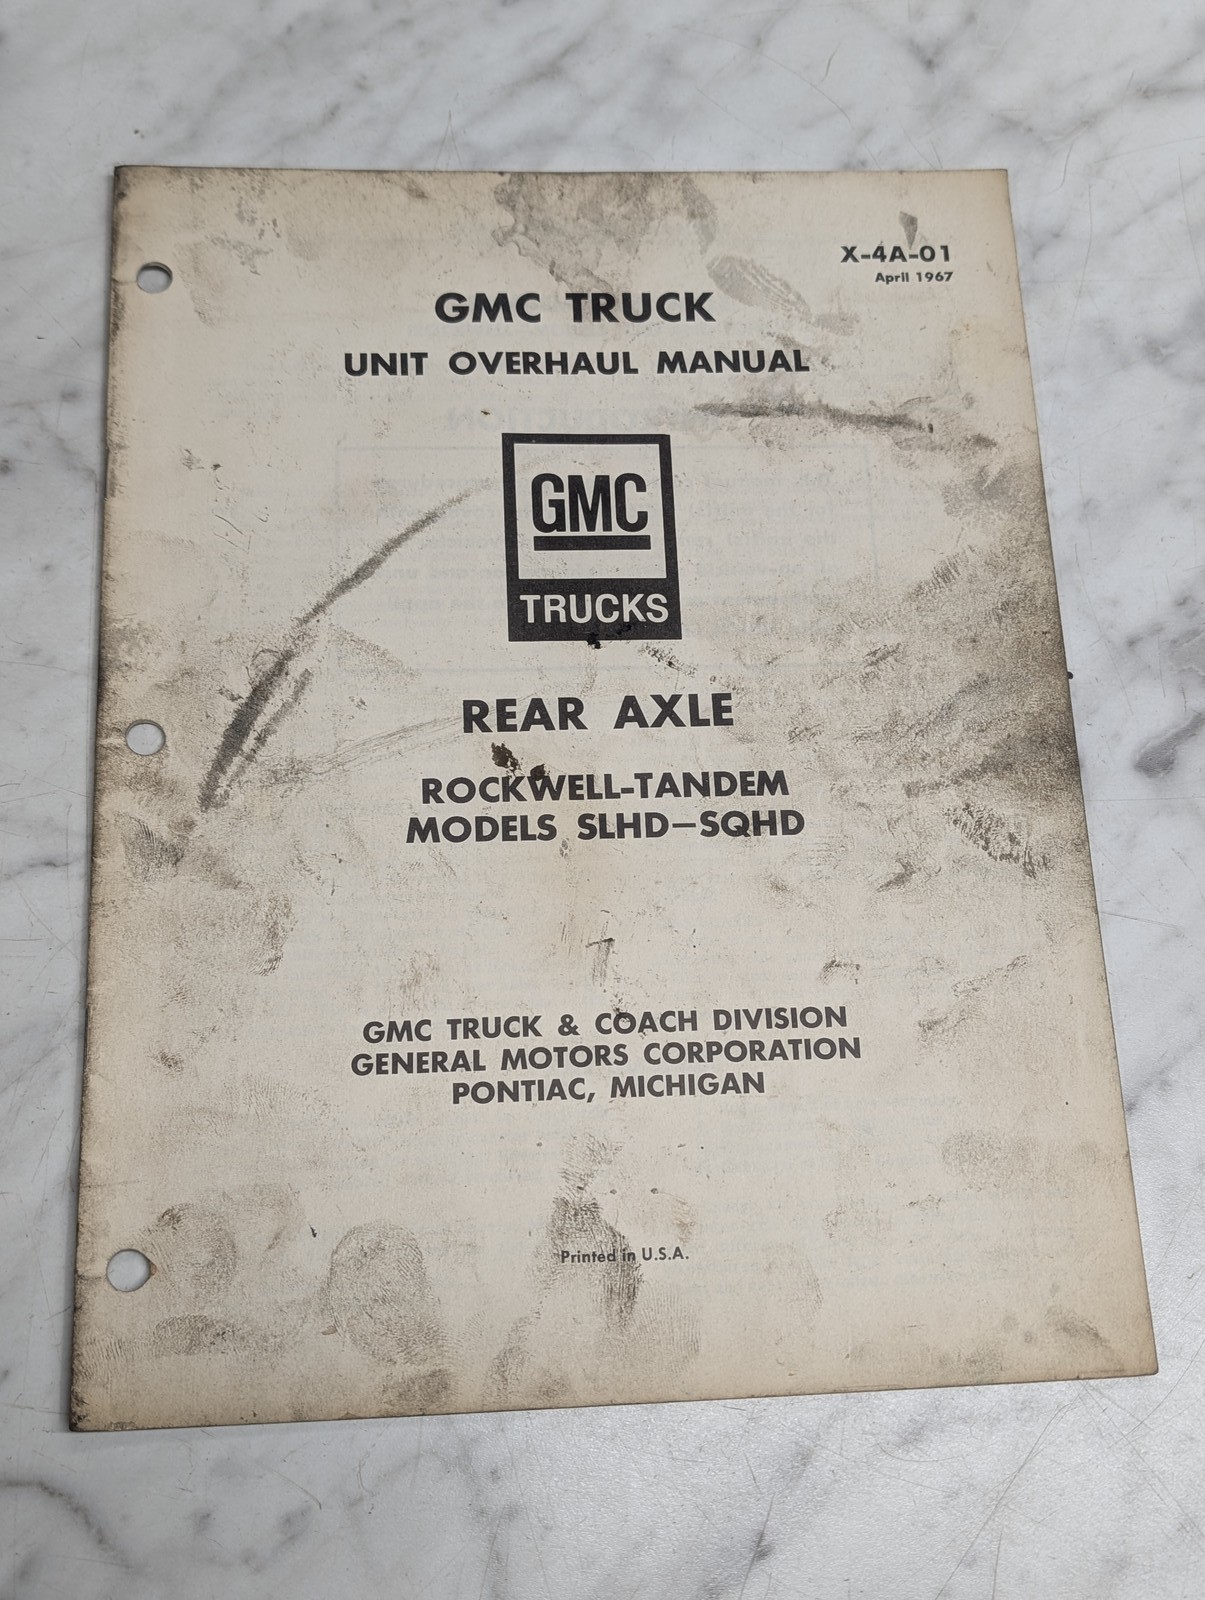 X-4A-01
April 1967
GMC TRUCK
UNIT OVERHAUL MANUAL
GMC
TRUCKS
REAR AXLE
ROCKWELL-TANDEM
MODELS SLHD—SQHD
GMC TRUCK & COACH DIVISION
GENERAL MOTORS CORPORATION
PONTIAC, MICHIGAN
Printed in U.S.A.